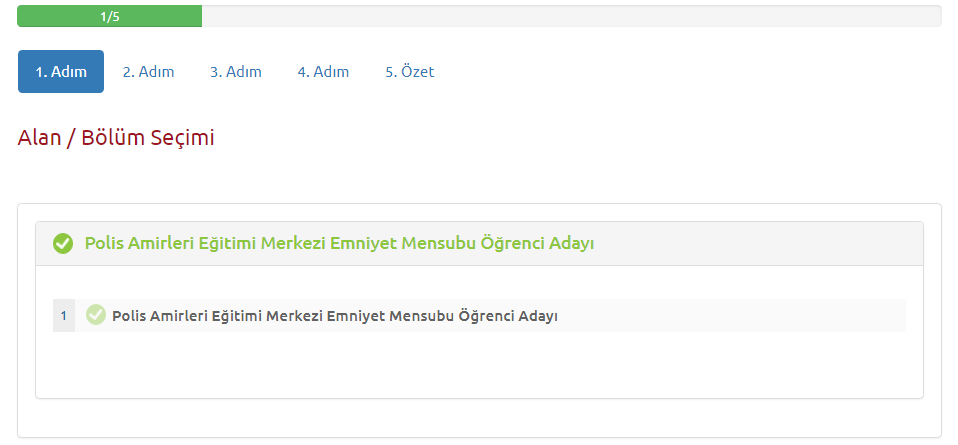 1/5
1. Adım 2. Adım 3. Adım 4. Adım 5. Özet
Alan / Bölüm Seçimi
Polis Amirleri Eğitimi Merkezi Emniyet Mensubu Öğrenci Adayı
1 Polis Amirleri Eğitimi Merkezi Emniyet Mensubu Öğrenci Adayı